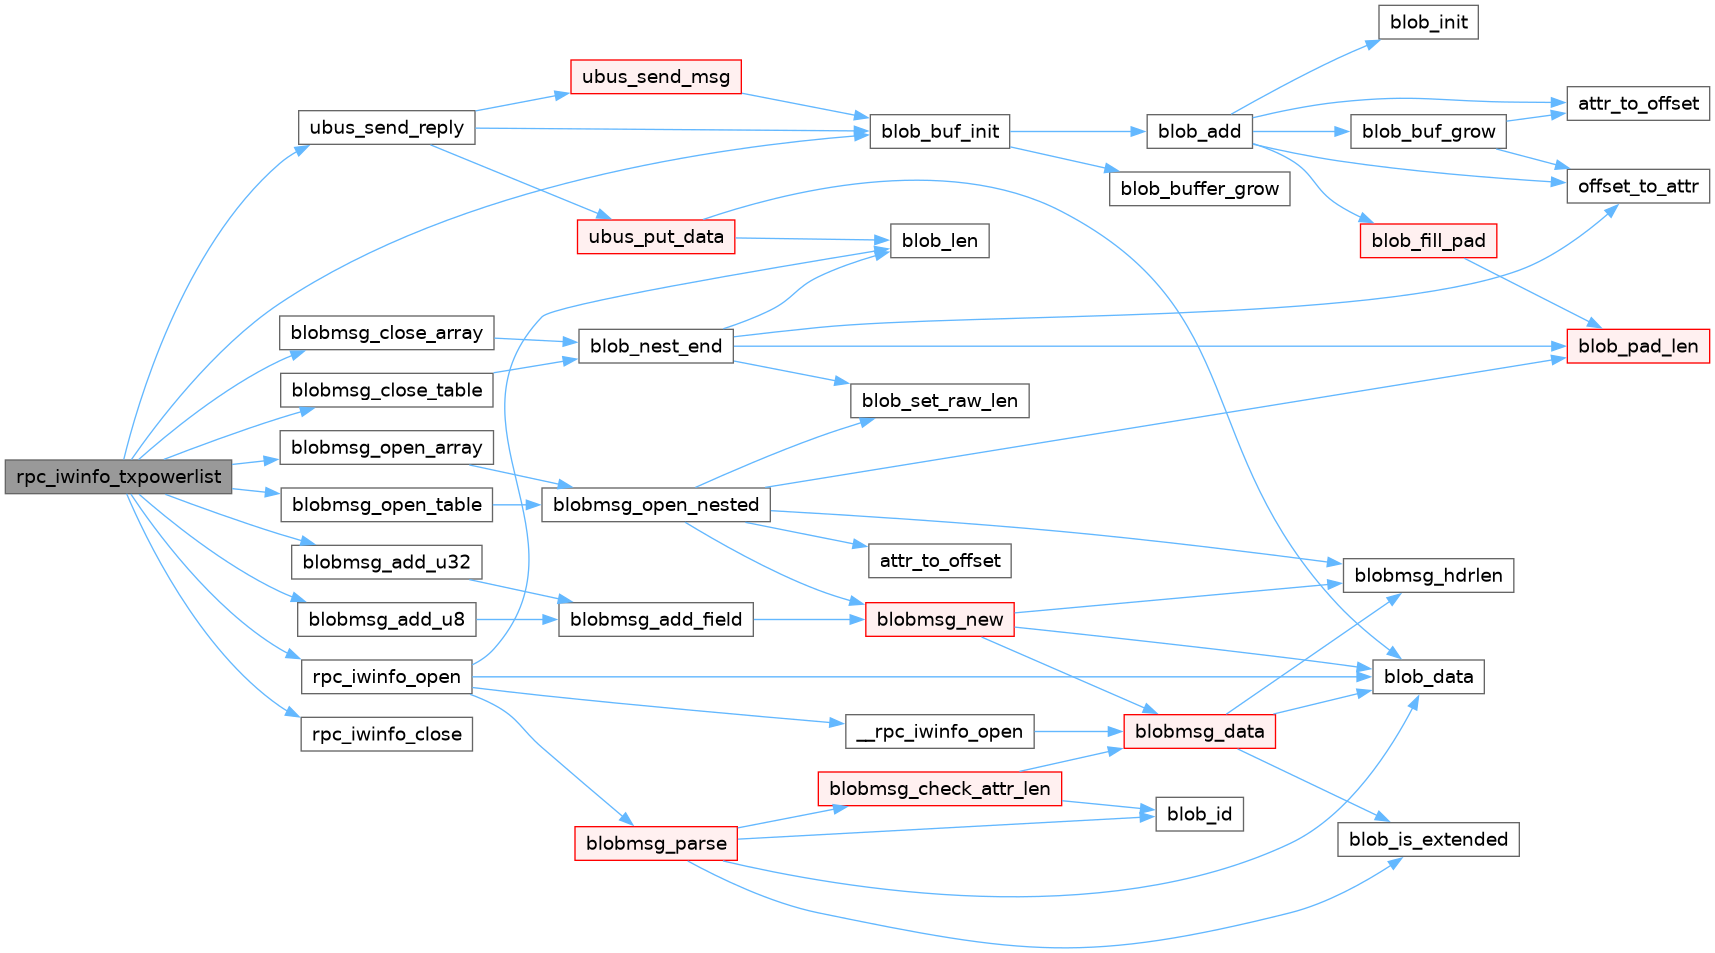 rpc_iwinfo_txpowerlist
ubus_send_reply
blobmsg_close_array
blobmsg_close_table
blobmsg_open_array
blobmsg_open_table
blobmsg_add_u32
blobmsg_add_u8
rpc_iwinfo_open
rpc_iwinfo_close
ubus_send_msg
ubus_put_data
blob_nest_end
blobmsg_open_nested
blobmsg_add_field
blobmsg_parse
blob_buf_init
blob_len
blob_set_raw_len
attr_to_offset
blobmsg_new
__rpc_iwinfo_open
blobmsg_check_attr_len
blob_add
blob_buffer_grow
blobmsg_data
blob_id
blob_init
blob_buf_grow
blob_fill_pad
blobmsg_hdrlen
blob_data
blob_is_extended
attr_to_offset
offset_to_attr
blob_pad_len